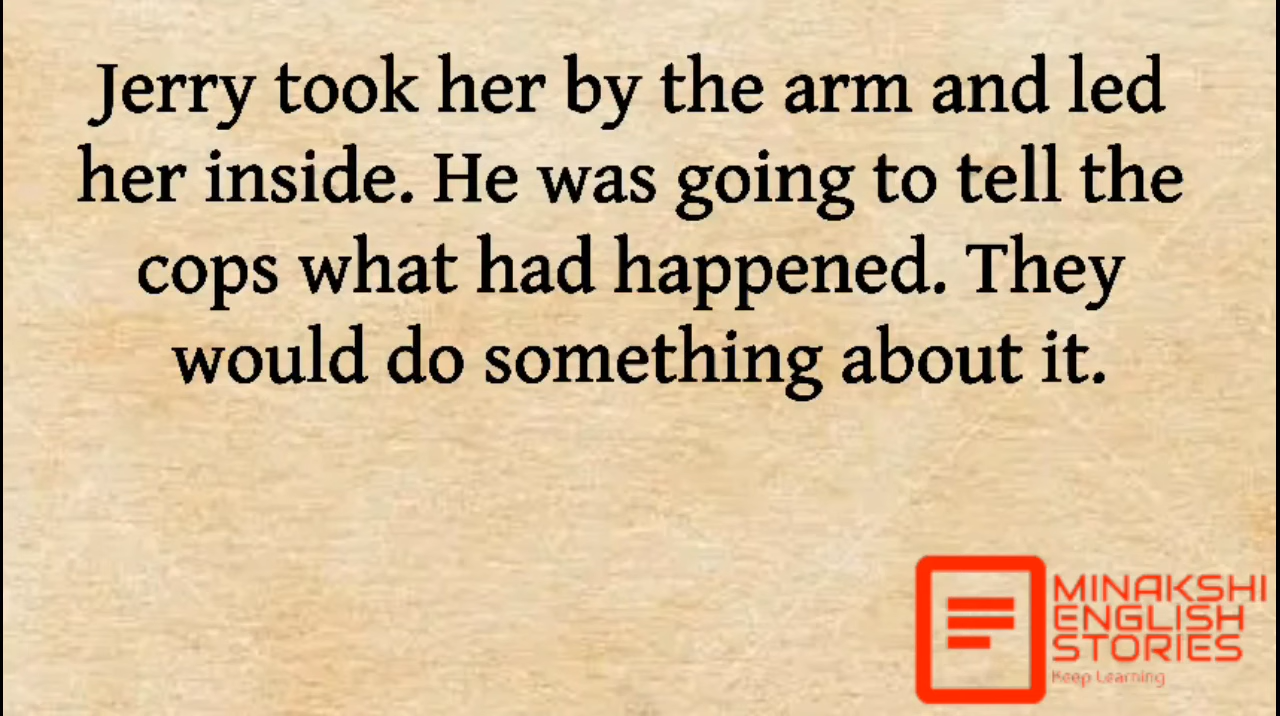 Jerry took her by the arm and led
her inside. He was going to tell the
cops what had happened. They
would do something about it.
MINAKSHI
ENGLISH
STORIES
Keep Learning